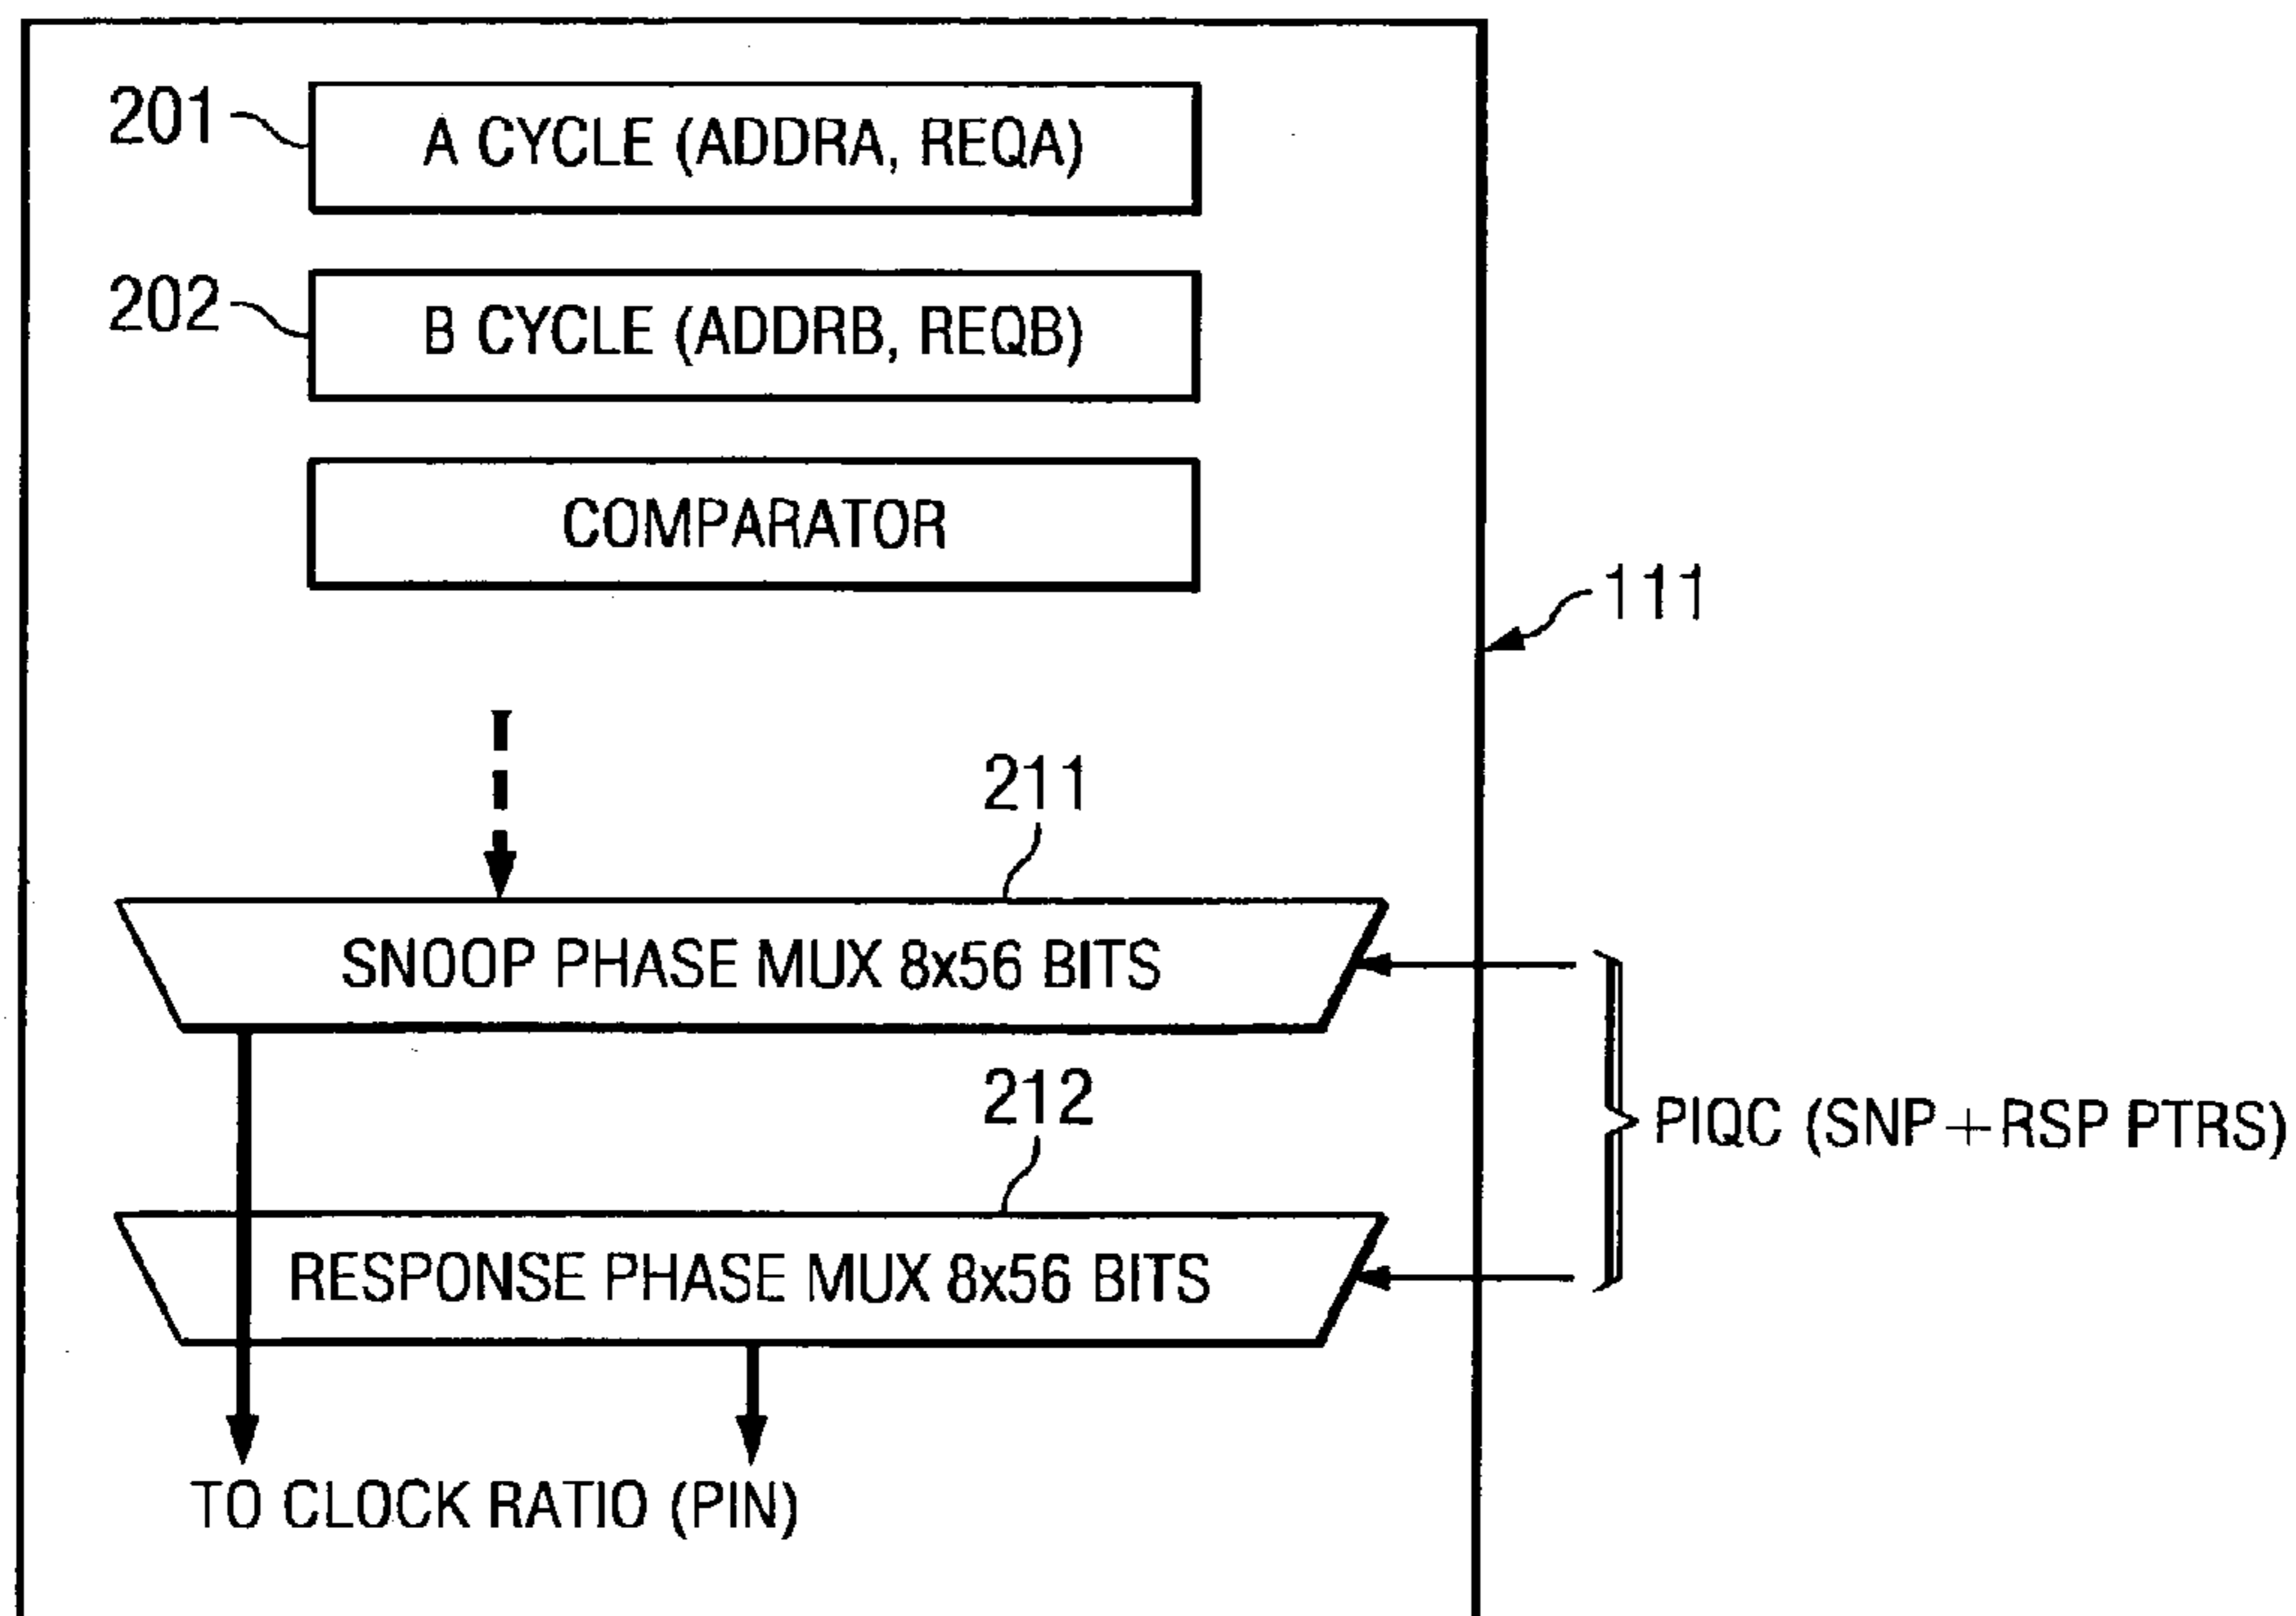 201
A CYCLE (ADDRA, REQA)
202
B CYCLE (ADDRB, REQB)
COMPARATOR
111
211
SNOOP PHASE MUX 8x56 BITS
212
PIQC (SNP+RSP PTRS)
RESPONSE PHASE MUX 8x56 BITS
TO CLOCK RATIO (PIN)